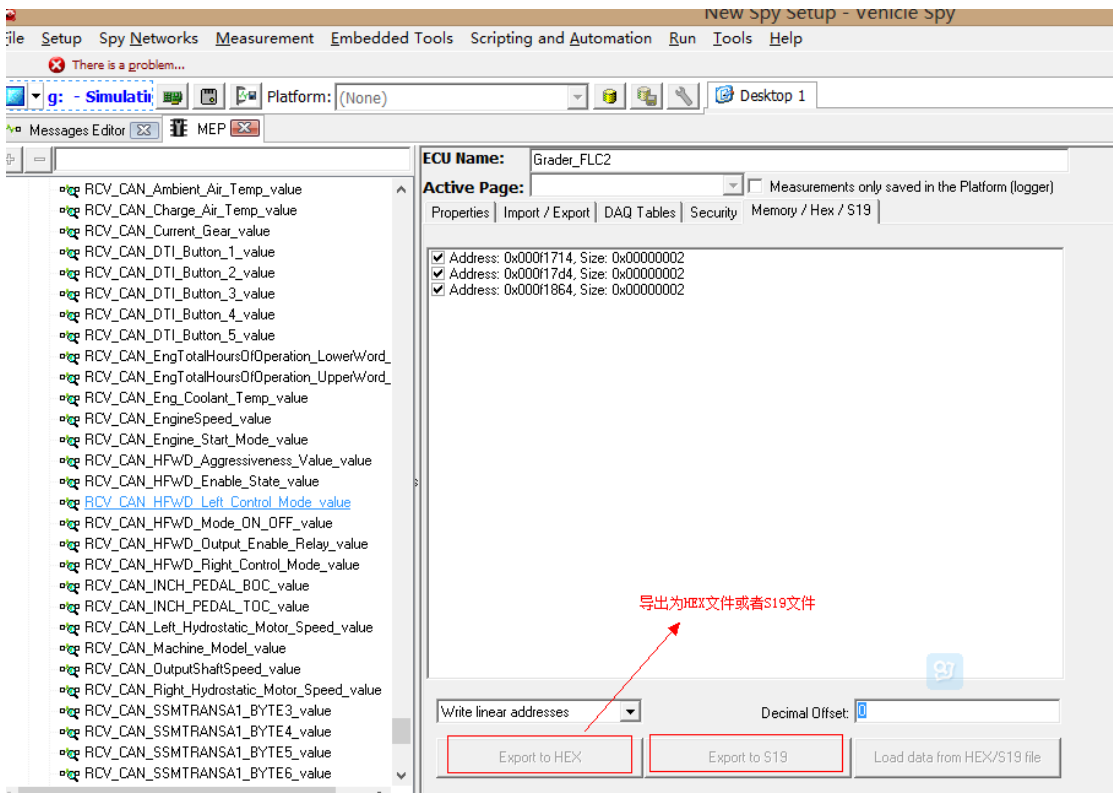 New Spy Setup - Vehicle Spy
File Setup Spy Networks Measurement Embedded Tools Scripting and Automation Run Tools Help
There is a problem...
g: - Simulatin Platform: (None) Desktop 1
Messages Editor MEP
ECU Name: Grader_FLC2
Active Page: Measurements only saved in the Platform (logger)
Properties Import / Export DAQ Tables Security Memory / Hex / S19
RCV_CAN_Ambient_Air_Temp_value
RCV_CAN_Charge_Air_Temp_value
RCV_CAN_Current_Gear_value
RCV_CAN_DTI_Button_1_value
RCV_CAN_DTI_Button_2_value
RCV_CAN_DTI_Button_3_value
RCV_CAN_DTI_Button_4_value
RCV_CAN_DTI_Button_5_value
RCV_CAN_EngTotalHoursOfOperation_LowerWord_
RCV_CAN_EngTotalHoursOfOperation_UpperWord_
RCV_CAN_Eng_Coolant_Temp_value
RCV_CAN_EngineSpeed_value
RCV_CAN_Engine_Start_Mode_value
RCV_CAN_HFWD_Aggressiveness_Value_value
RCV_CAN_HFWD_Enable_State_value
RCV_CAN_HFWD_Left_Control_Mode_value
RCV_CAN_HFWD_Mode_ON_OFF_value
RCV_CAN_HFWD_Output_Enable_Relay_value
RCV_CAN_HFWD_Right_Control_Mode_value
RCV_CAN_INCH_PEDAL_BOC_value
RCV_CAN_INCH_PEDAL_TOC_value
RCV_CAN_Left_Hydrostatic_Motor_Speed_value
RCV_CAN_Machine_Model_value
RCV_CAN_OutputShaftSpeed_value
RCV_CAN_Right_Hydrostatic_Motor_Speed_value
RCV_CAN_SSMTRANSA1_BYTE3_value
RCV_CAN_SSMTRANSA1_BYTE4_value
RCV_CAN_SSMTRANSA1_BYTE5_value
RCV_CAN_SSMTRANSA1_BYTE6_value
Address: 0x000f1714, Size: 0x00000002
Address: 0x000f17d4, Size: 0x00000002
Address: 0x000f1864, Size: 0x00000002
导出为HEX文件或者S19文件
Write linear addresses Decimal Offset: 0
Export to HEX Export to S19 Load data from HEX/S19 file